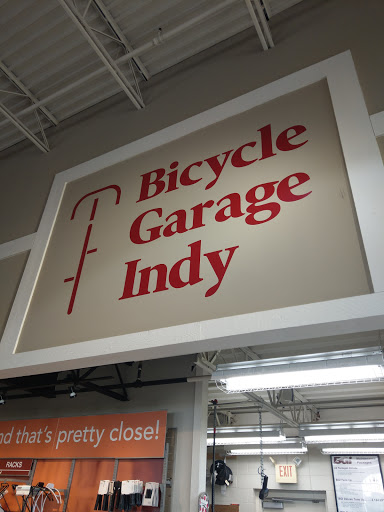 Bicycle
Garage
Indy
nd that's pretty close!
RACKS
EXIT